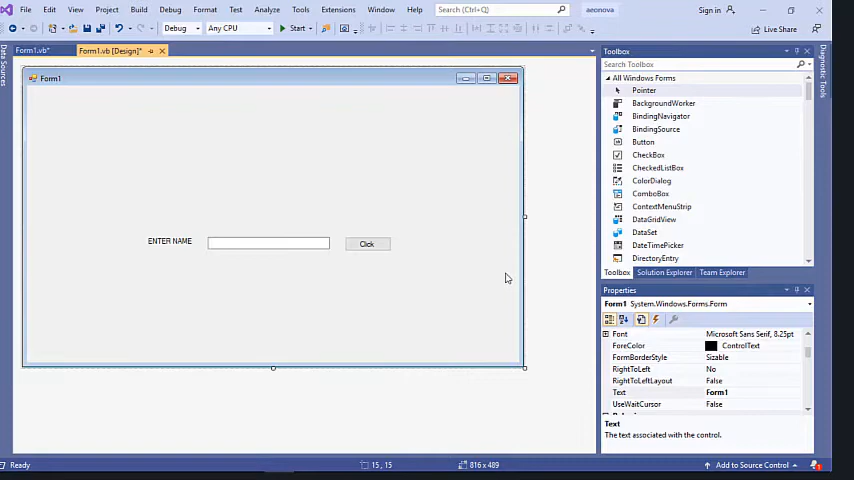 File Edit View Project Build Debug Design Format Test Analyze Tools Extensions Window Help Search (Ctrl+Q) aeonova Sign in
Debug Any CPU Start Live Share
Form1.vb* Form1.vb [Design]*
Data Sources
Form1
ENTER NAME Click
Toolbox
Search Toolbox
All Windows Forms
Pointer
BackgroundWorker
BindingNavigator
BindingSource
Button
CheckBox
CheckedListBox
ColorDialog
ComboBox
ContextMenuStrip
DataGridView
DataSet
DateTimePicker
DirectoryEntry
Toolbox Solution Explorer Team Explorer
Diagnostic Tools
Properties
Form1 System.Windows.Forms.Form
Font Microsoft Sans Serif, 8.25pt
ForeColor ControlText
FormBorderStyle Sizable
RightToLeft No
RightToLeftLayout False
Text Form1
UseWaitCursor False
Text
The text associated with the control.
Ready 15 , 15 816 x 489 Add to Source Control